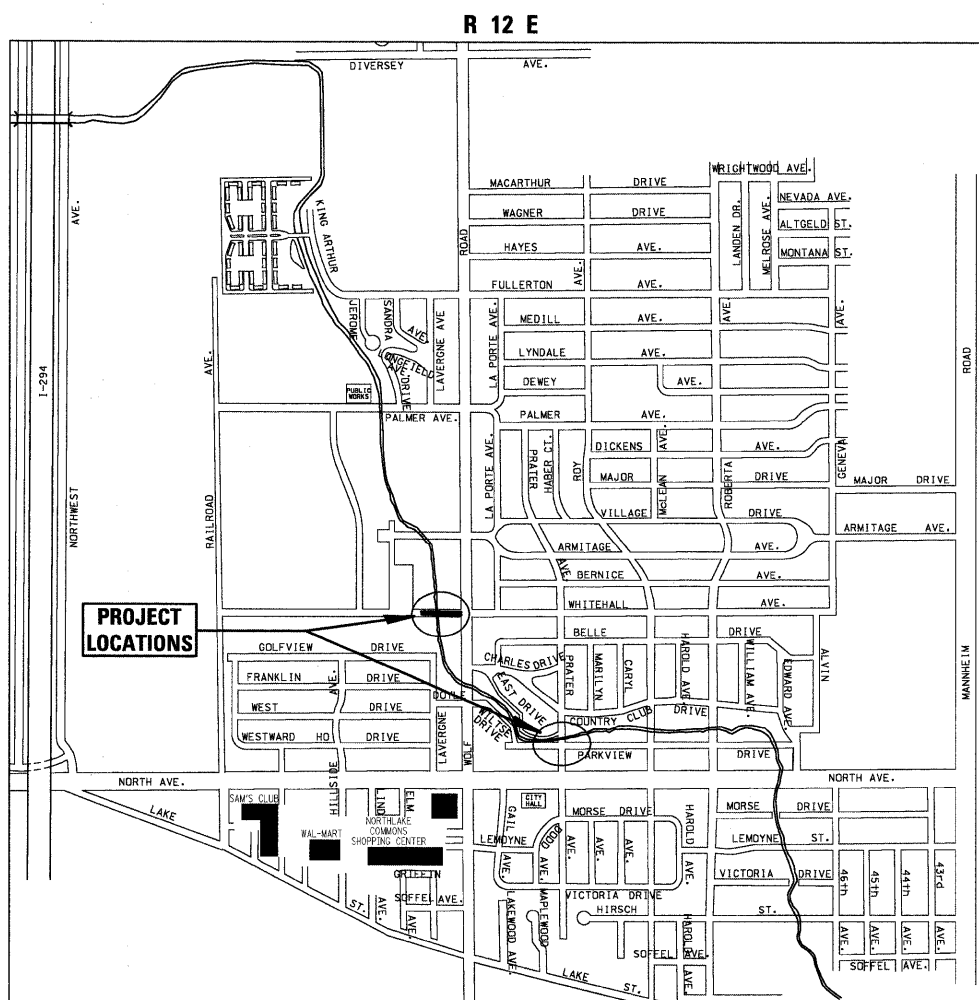 R 12 E
DIVERSEY AVE.
WRIGHTWOOD AVE.
MACARTHUR DRIVE
NEVADA AVE.
WAGNER DRIVE
ALTGELD ST.
HAYES AVE.
MONTANA ST.
FULLERTON AVE.
AVE.
LANDEN DR.
MELROSE AVE.
AVE.
ROAD
AVE.
KING ARTHUR
JEROME
SANDRA
AVE.
LAVERGNE AVE
LA PORTE AVE.
MEDILL AVE.
LYNDALE AVE.
DEWEY AVE.
PALMER AVE.
AVE.
DRIVE
PUBLIC
WORKS
PALMER AVE.
I-294
AVE.
ROAD
DICKENS AVE.
AVE.
MAJOR DRIVE
VILLAGE DRIVE
PRATER
HABER CT.
ROY
MCLEAN
ROBERTA
GENEVA
MAJOR DRIVE
ARMITAGE AVE.
LA PORTE AVE.
NORTHWEST
RAILROAD
ARMITAGE AVE.
AVE.
BERNICE AVE.
WHITEHALL AVE.
PROJECT
LOCATIONS
BELLE DRIVE
GOLFVIEW DRIVE
CHARLES DRIVE
EAST DRIVE
PRATER
MARILYN
CARYL
HAROLD AVE.
WILLIAM AVE.
EDWARD AVE.
ALVIN
MANNHEIM
FRANKLIN DRIVE
AVE.
DOYLE
WEST DRIVE
WILTSE
DRIVE
COUNTRY CLUB DRIVE
WESTWARD HO DRIVE
LAVERGNE
WOLF
PARKVIEW DRIVE
NORTH AVE.
NORTH AVE.
LAKE ST.
HILLSIDE
SAM'S CLUB
LIND
ELM
CITY
HALL
GAIL AVE.
DODD AVE.
MORSE DRIVE
HAROLD AVE.
MORSE DRIVE
WAL-MART
NORTHLAKE
COMMONS
SHOPPING CENTER
LEMOYNE
AVE.
AVE.
AVE.
LEMOYNE ST.
GRIFFIN
VICTORIA DRIVE
46th AVE.
45th AVE.
44th AVE.
43rd AVE.
SOFFEL AVE.
AVE.
AVE.
VICTORIA DRIVE
HIRSCH ST.
LAKEWOOD AVE.
MAPLEWOOD
HAROLD AVE.
SOFFEL AVE.
SOFFEL AVE.
LAKE ST.